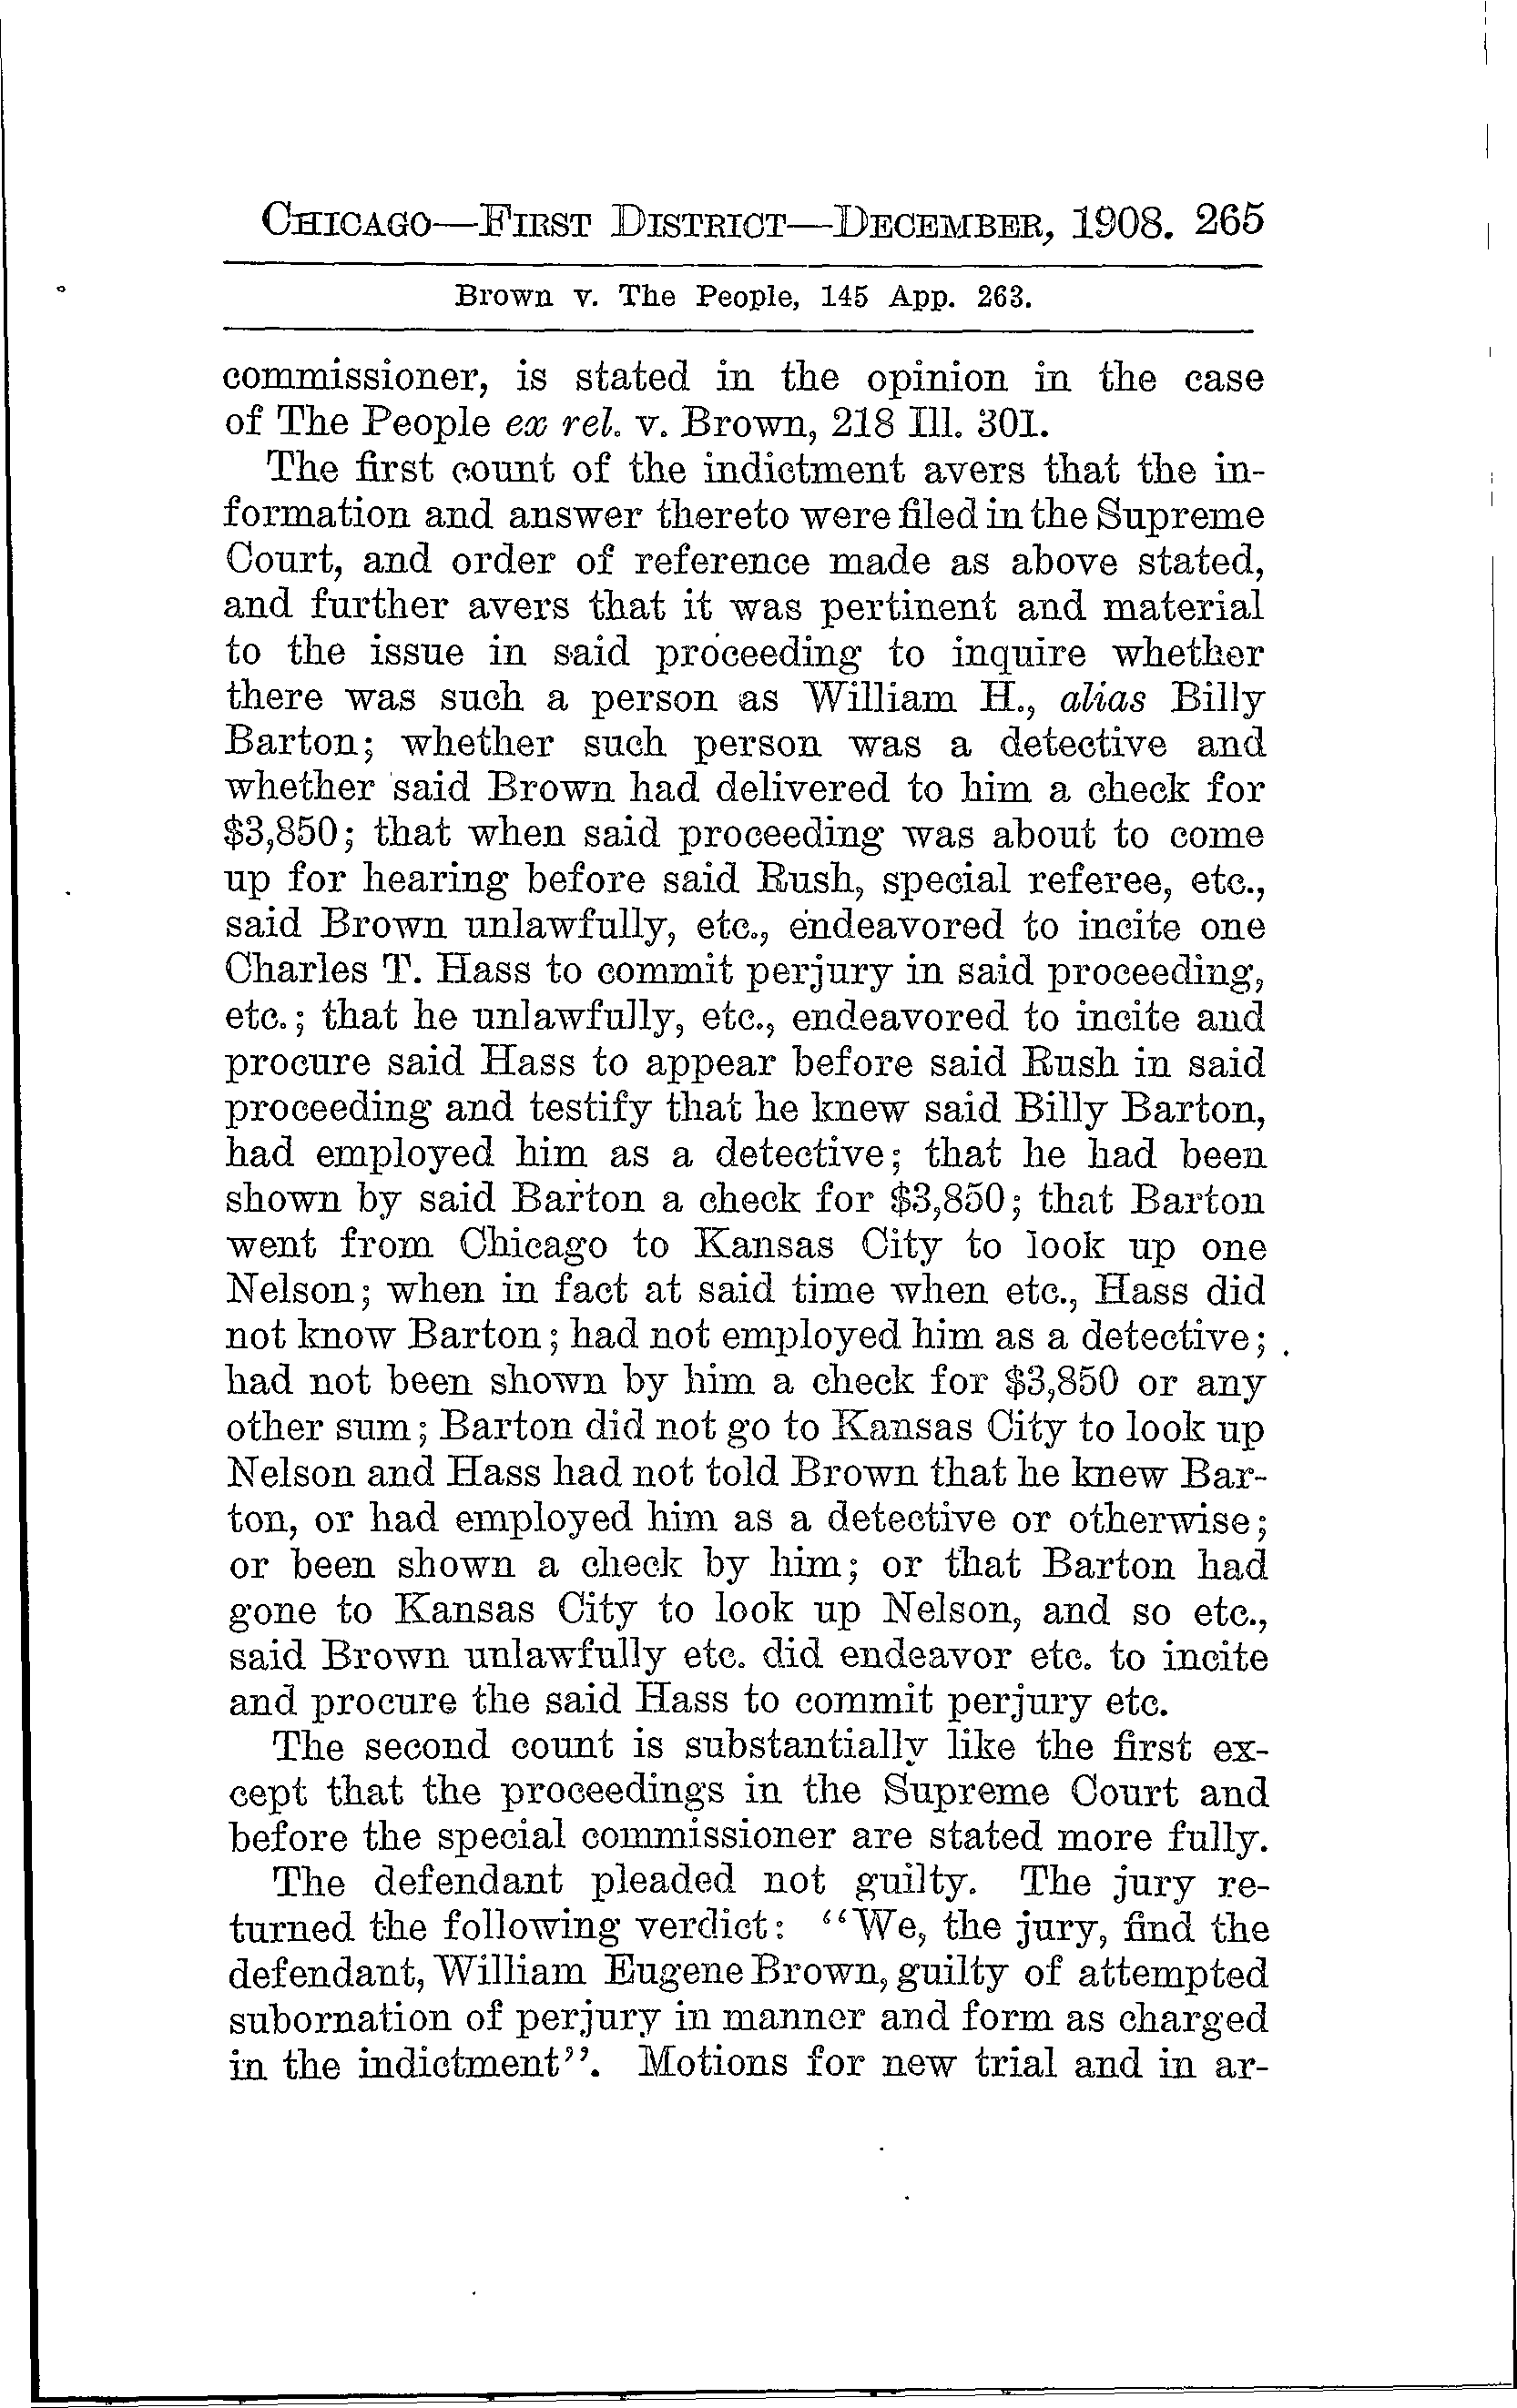 CHICAGO—FIRST DISTRICT—DECEMBER, 1908. 265
Brown v. The People, 145 App. 263.
commissioner, is stated in the opinion in the case
of The People ex rel. v. Brown, 218 Ill. 301.
The first count of the indictment avers that the in-
formation and answer thereto were filed in the Supreme
Court, and order of reference made as above stated,
and further avers that it was pertinent and material
to the issue in said proceeding to inquire whether
there was such a person as William H., alias Billy
Barton; whether such person was a detective and
whether said Brown had delivered to him a check for
$3,850; that when said proceeding was about to come
up for hearing before said Rush, special referee, etc.,
said Brown unlawfully, etc., endeavored to incite one
Charles T. Hass to commit perjury in said proceeding,
etc.; that he unlawfully, etc., endeavored to incite and
procure said Hass to appear before said Rush in said
proceeding and testify that he knew said Billy Barton,
had employed him as a detective; that he had been
shown by said Barton a check for $3,850; that Barton
went from Chicago to Kansas City to look up one
Nelson; when in fact at said time when etc., Hass did
not know Barton; had not employed him as a detective;
had not been shown by him a check for $3,850 or any
other sum; Barton did not go to Kansas City to look up
Nelson and Hass had not told Brown that he knew Bar-
ton, or had employed him as a detective or otherwise;
or been shown a check by him; or that Barton had
gone to Kansas City to look up Nelson, and so etc.,
said Brown unlawfully etc. did endeavor etc. to incite
and procure the said Hass to commit perjury etc.
The second count is substantially like the first ex-
cept that the proceedings in the Supreme Court and
before the special commissioner are stated more fully.
The defendant pleaded not guilty. The jury re-
turned the following verdict: "We, the jury, find the
defendant, William Eugene Brown, guilty of attempted
subornation of perjury in manner and form as charged
in the indictment". Motions for new trial and in ar-